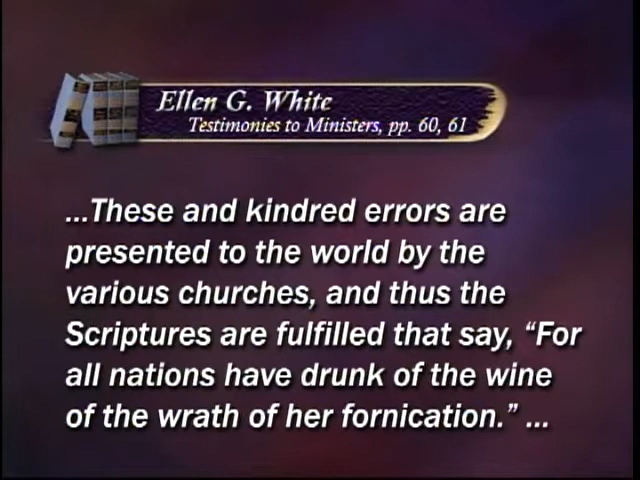 Ellen G. White
Testimonies to Ministers, pp. 60, 61
...These and kindred errors are
presented to the world by the
various churches, and thus the
Scriptures are fulfilled that say, “For
all nations have drunk of the wine
of the wrath of her fornication.” ...